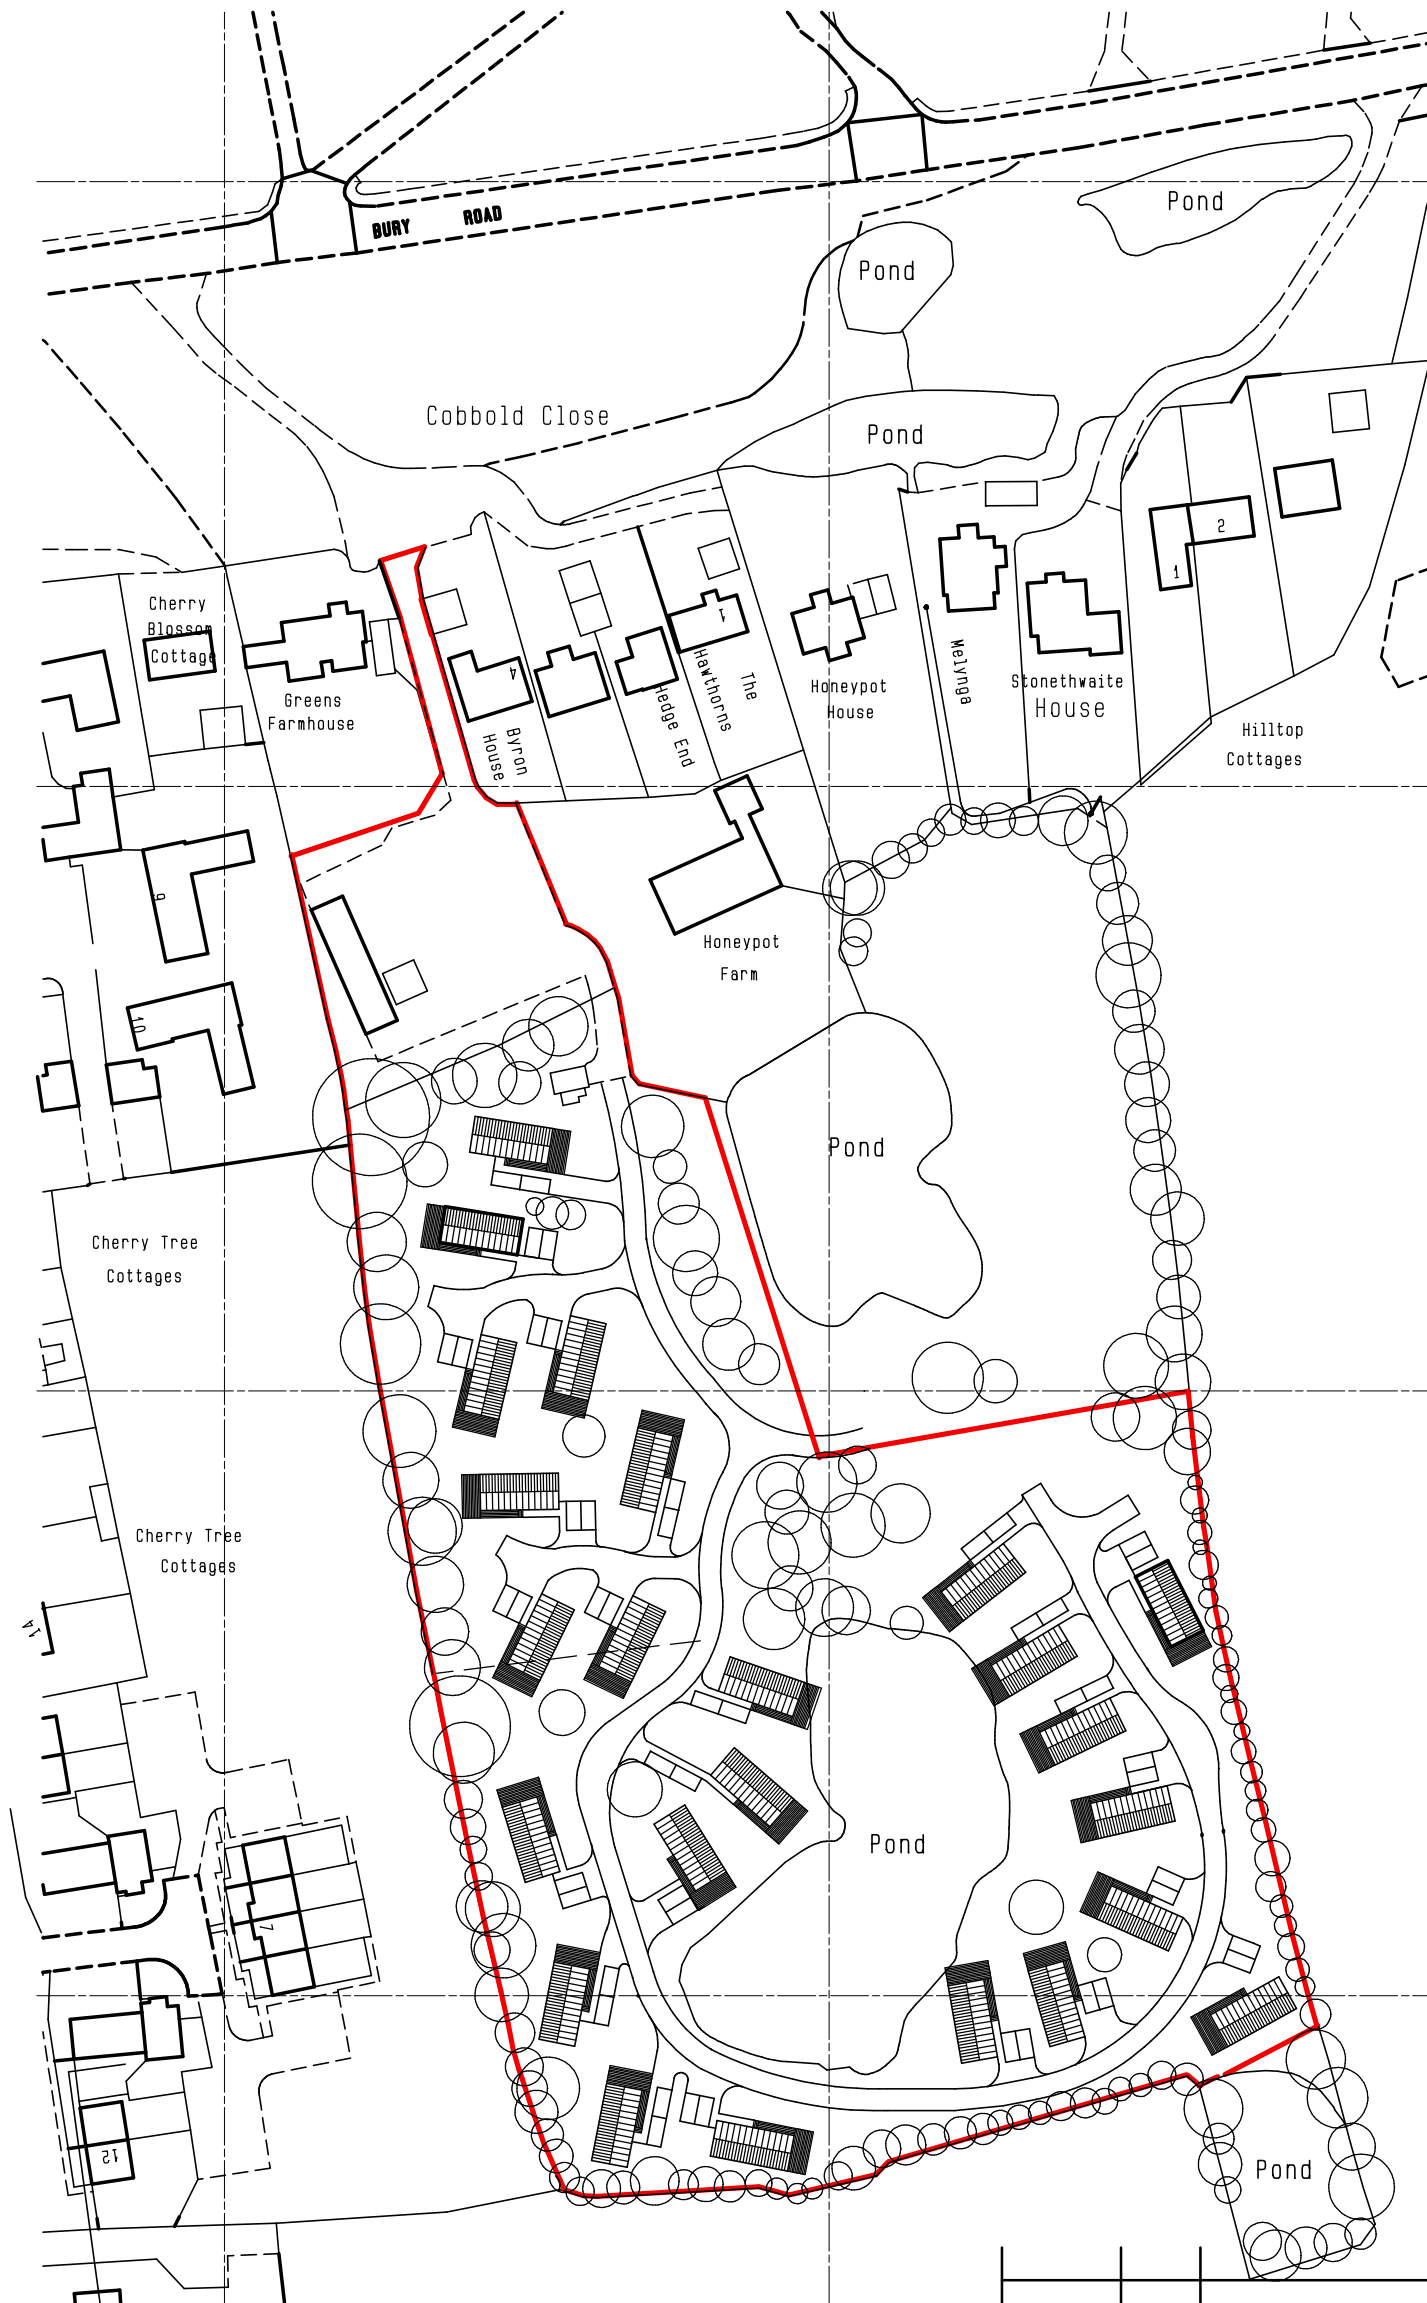 BURY ROAD
Pond
Pond
Cobbold Close
Pond
2
1
Cherry
Blossom
Cottage
1
4
Greens
Farmhouse
Byron
House
Hedge End
The
Hawthorns
Honeypot
House
Melynga
Stonethwaite
House
Hilltop
Cottages
9
Honeypot
Farm
10
Pond
Cherry Tree
Cottages
Cherry Tree
Cottages
14
Pond
7
12
Pond